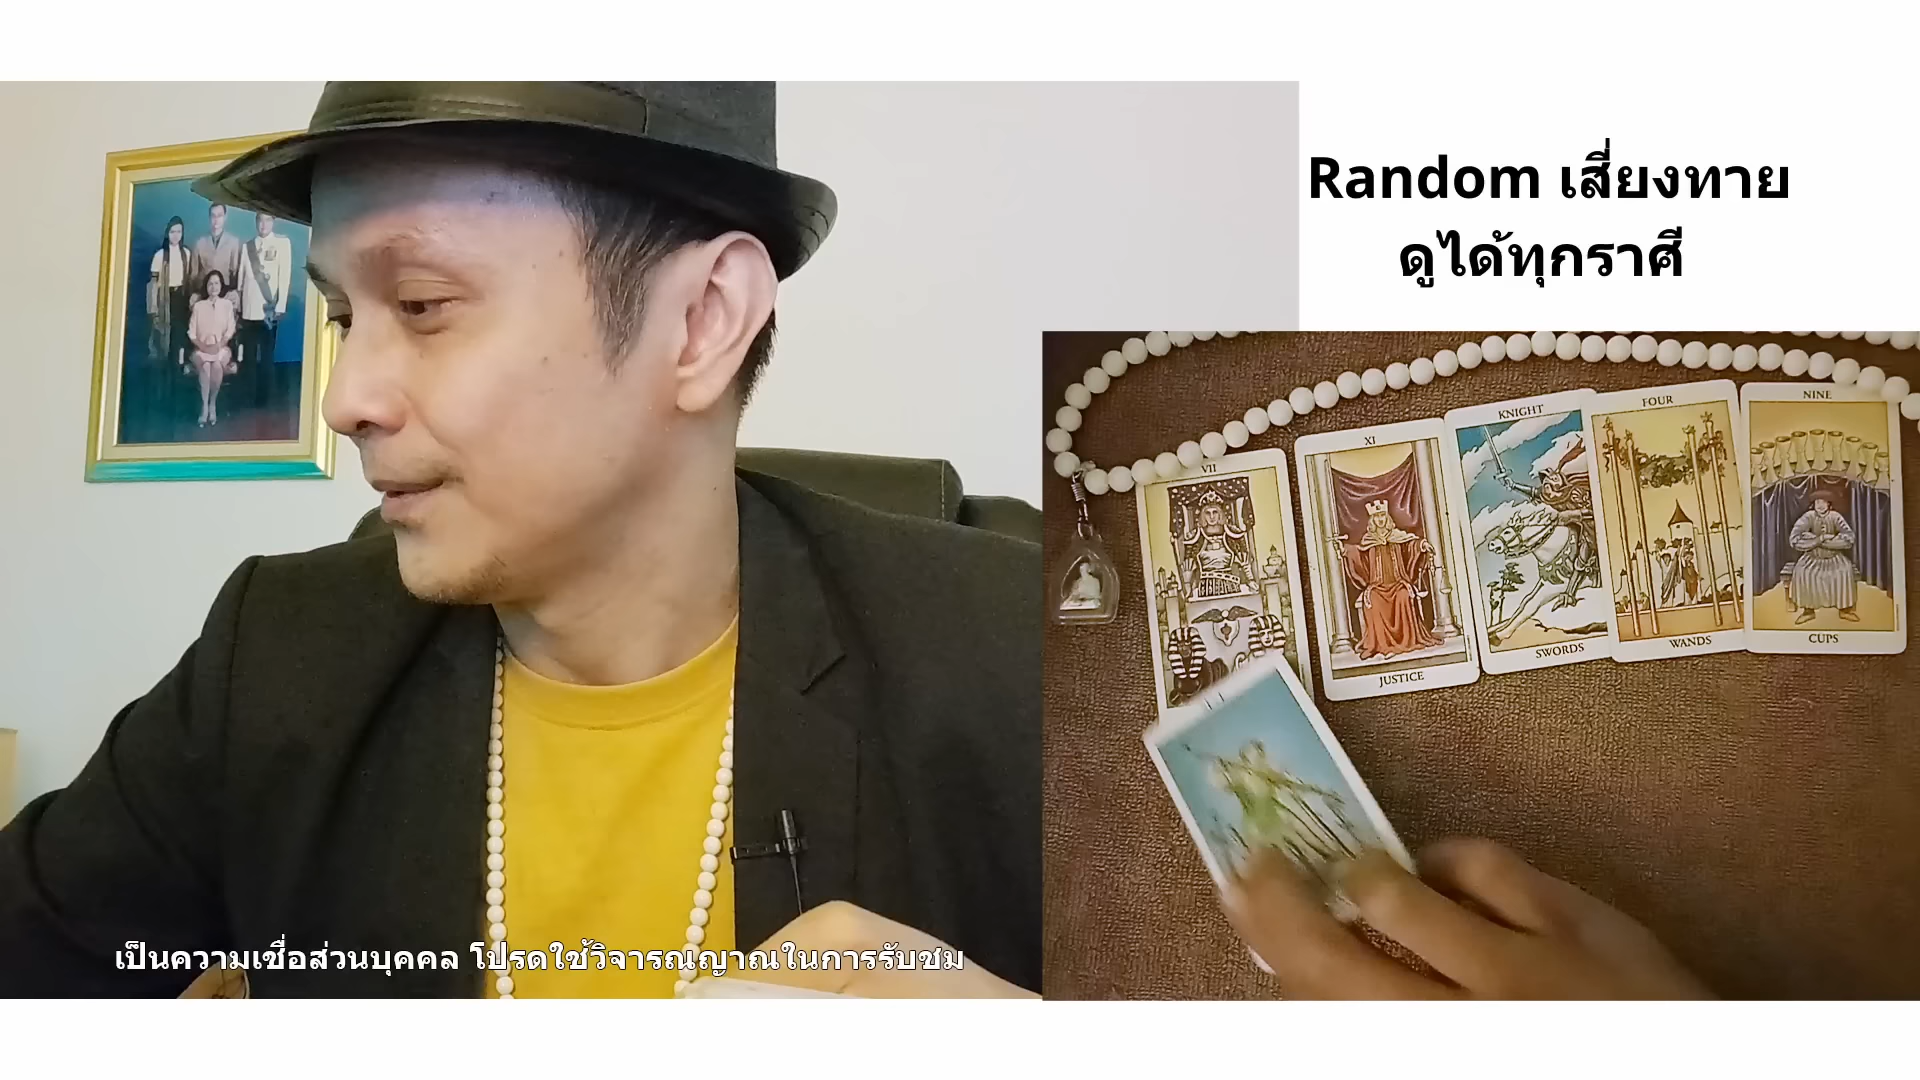 Random เสี่ยงทาย
ดูได้ทุกราศี
VII
XI
JUSTICE
KNIGHT
SWORDS
FOUR
WANDS
NINE
CUPS
เป็นความเชื่อส่วนบุคคล โปรดใช้วิจารณญาณในการรับชม